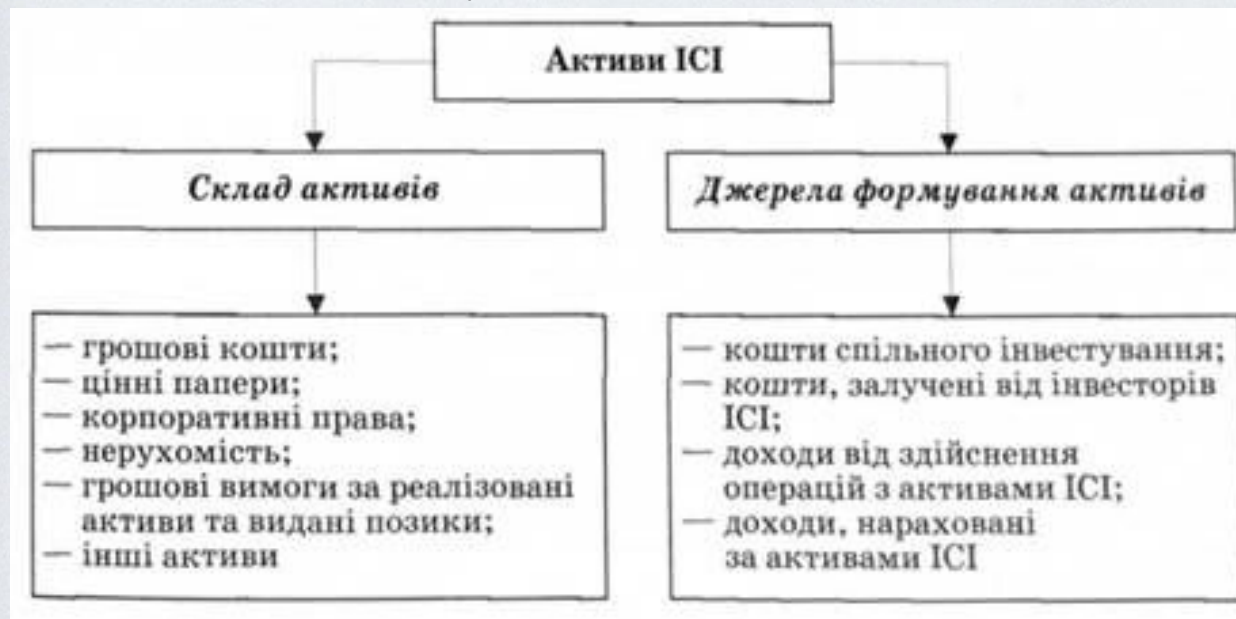 Активи ІСІ
Склад активів
Джерела формування активів
— грошові кошти;
— цінні папери;
— корпоративні права;
— нерухомість;
— грошові вимоги за реалізовані
активи та видані позики;
— інші активи
— кошти спільного інвестування;
— кошти, залучені від інвесторів
ІСІ;
— доходи від здійснення
операцій з активами ІСІ;
— доходи, нараховані
за активами ІСІ